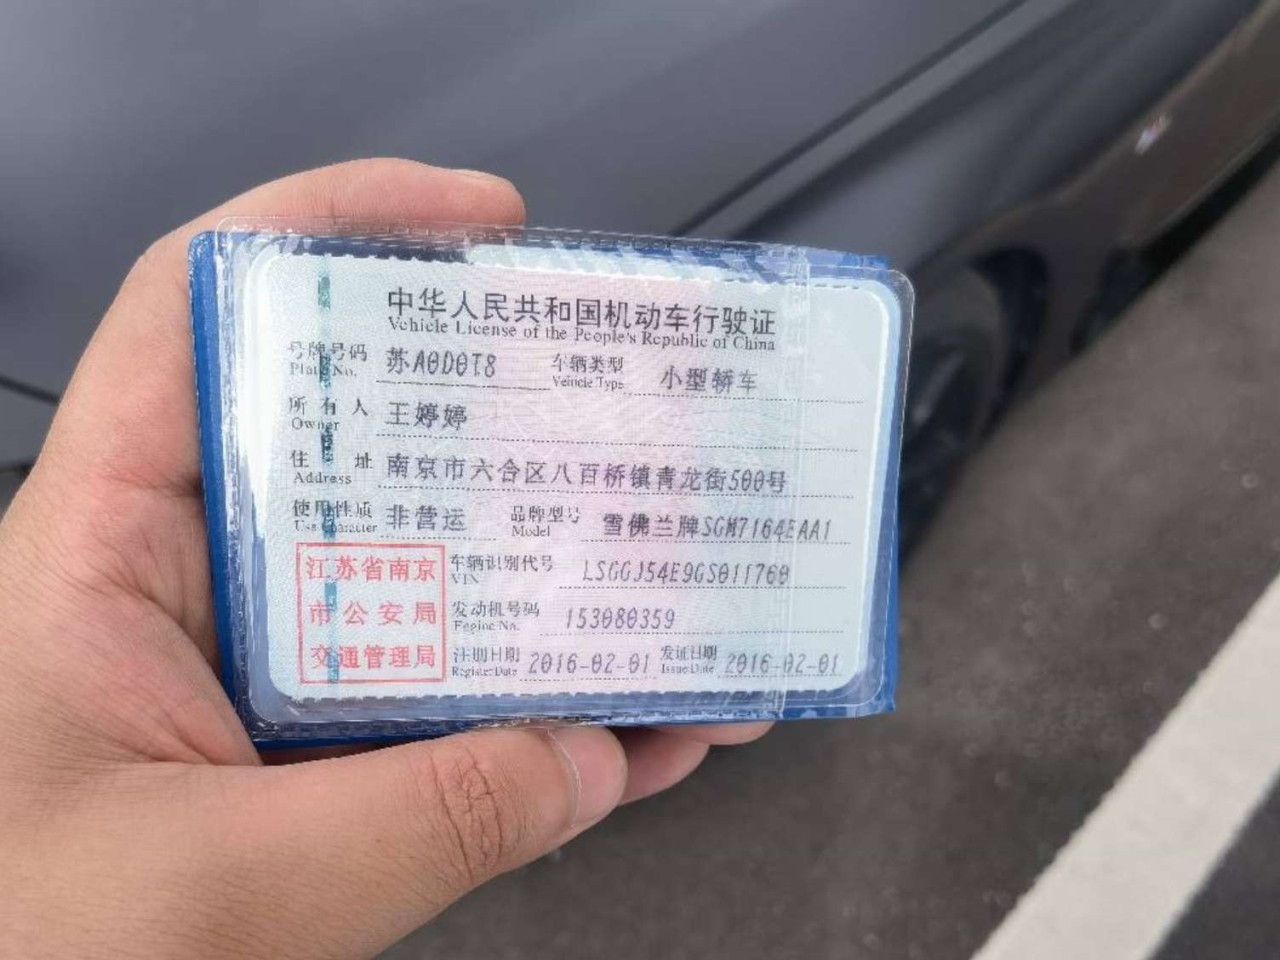 中华人民共和国机动车行驶证
Vehicle License of the People's Republic of China
号牌号码 苏A0D0T8 车辆类型 小型轿车
Plate No. Vehicle Type
所有人 王婷婷
Owner
住址 南京市六合区八百桥镇青龙街500号
Address
使用性质 非营运 品牌型号 雪佛兰牌SGM7164EAA1
Use Character Model
江苏省南京
市公安局
交通管理局
车辆识别代号 LSGGJ54E9GS011760
VIN
发动机号码 153080359
Engine No.
注册日期 2016-02-01 发证日期 2016-02-01
Register Date Issue Date